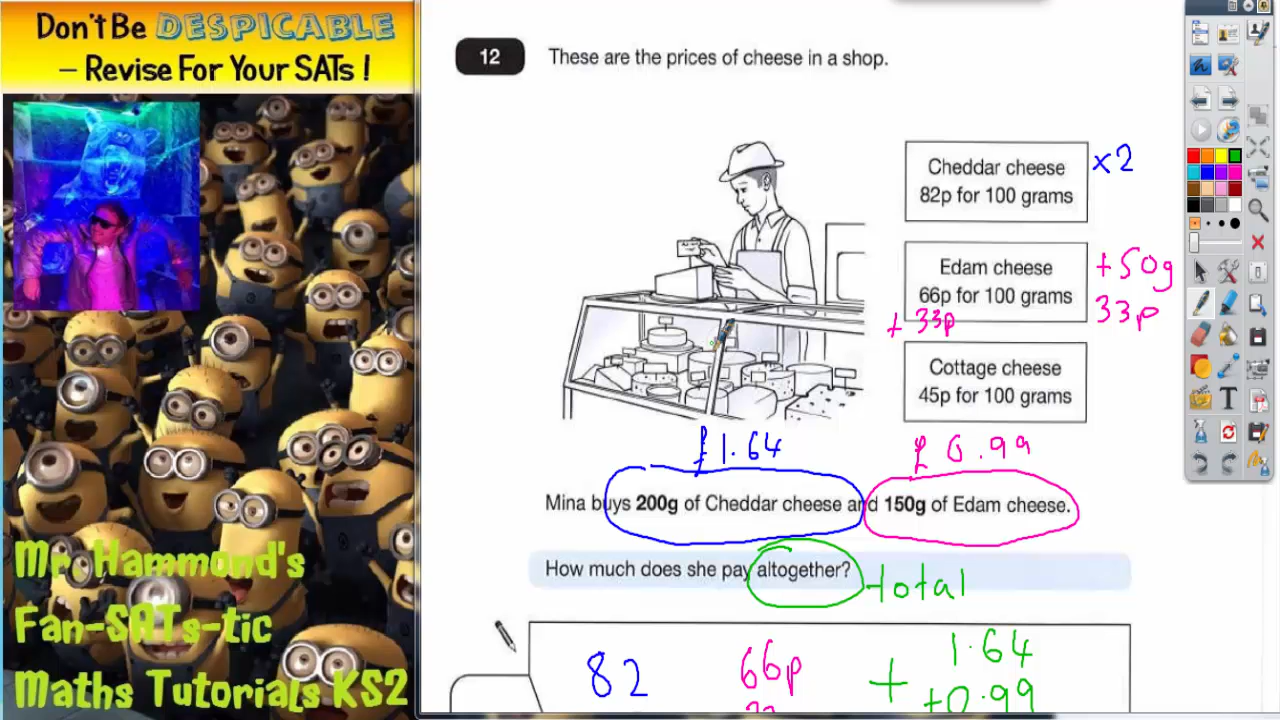 Don't Be DESPICABLE
– Revise For Your SATs !
Mr Hammond's
Fan-SATs-tic
Maths Tutorials KS2
12
These are the prices of cheese in a shop.
Cheddar cheese
82p for 100 grams
×2
Edam cheese
66p for 100 grams
+50g
33p
+ 33p
Cottage cheese
45p for 100 grams
£1.64
£0.99
Mina buys 200g of Cheddar cheese and 150g of Edam cheese.
How much does she pay altogether?
total
82
66p
+
1.64
+0.99